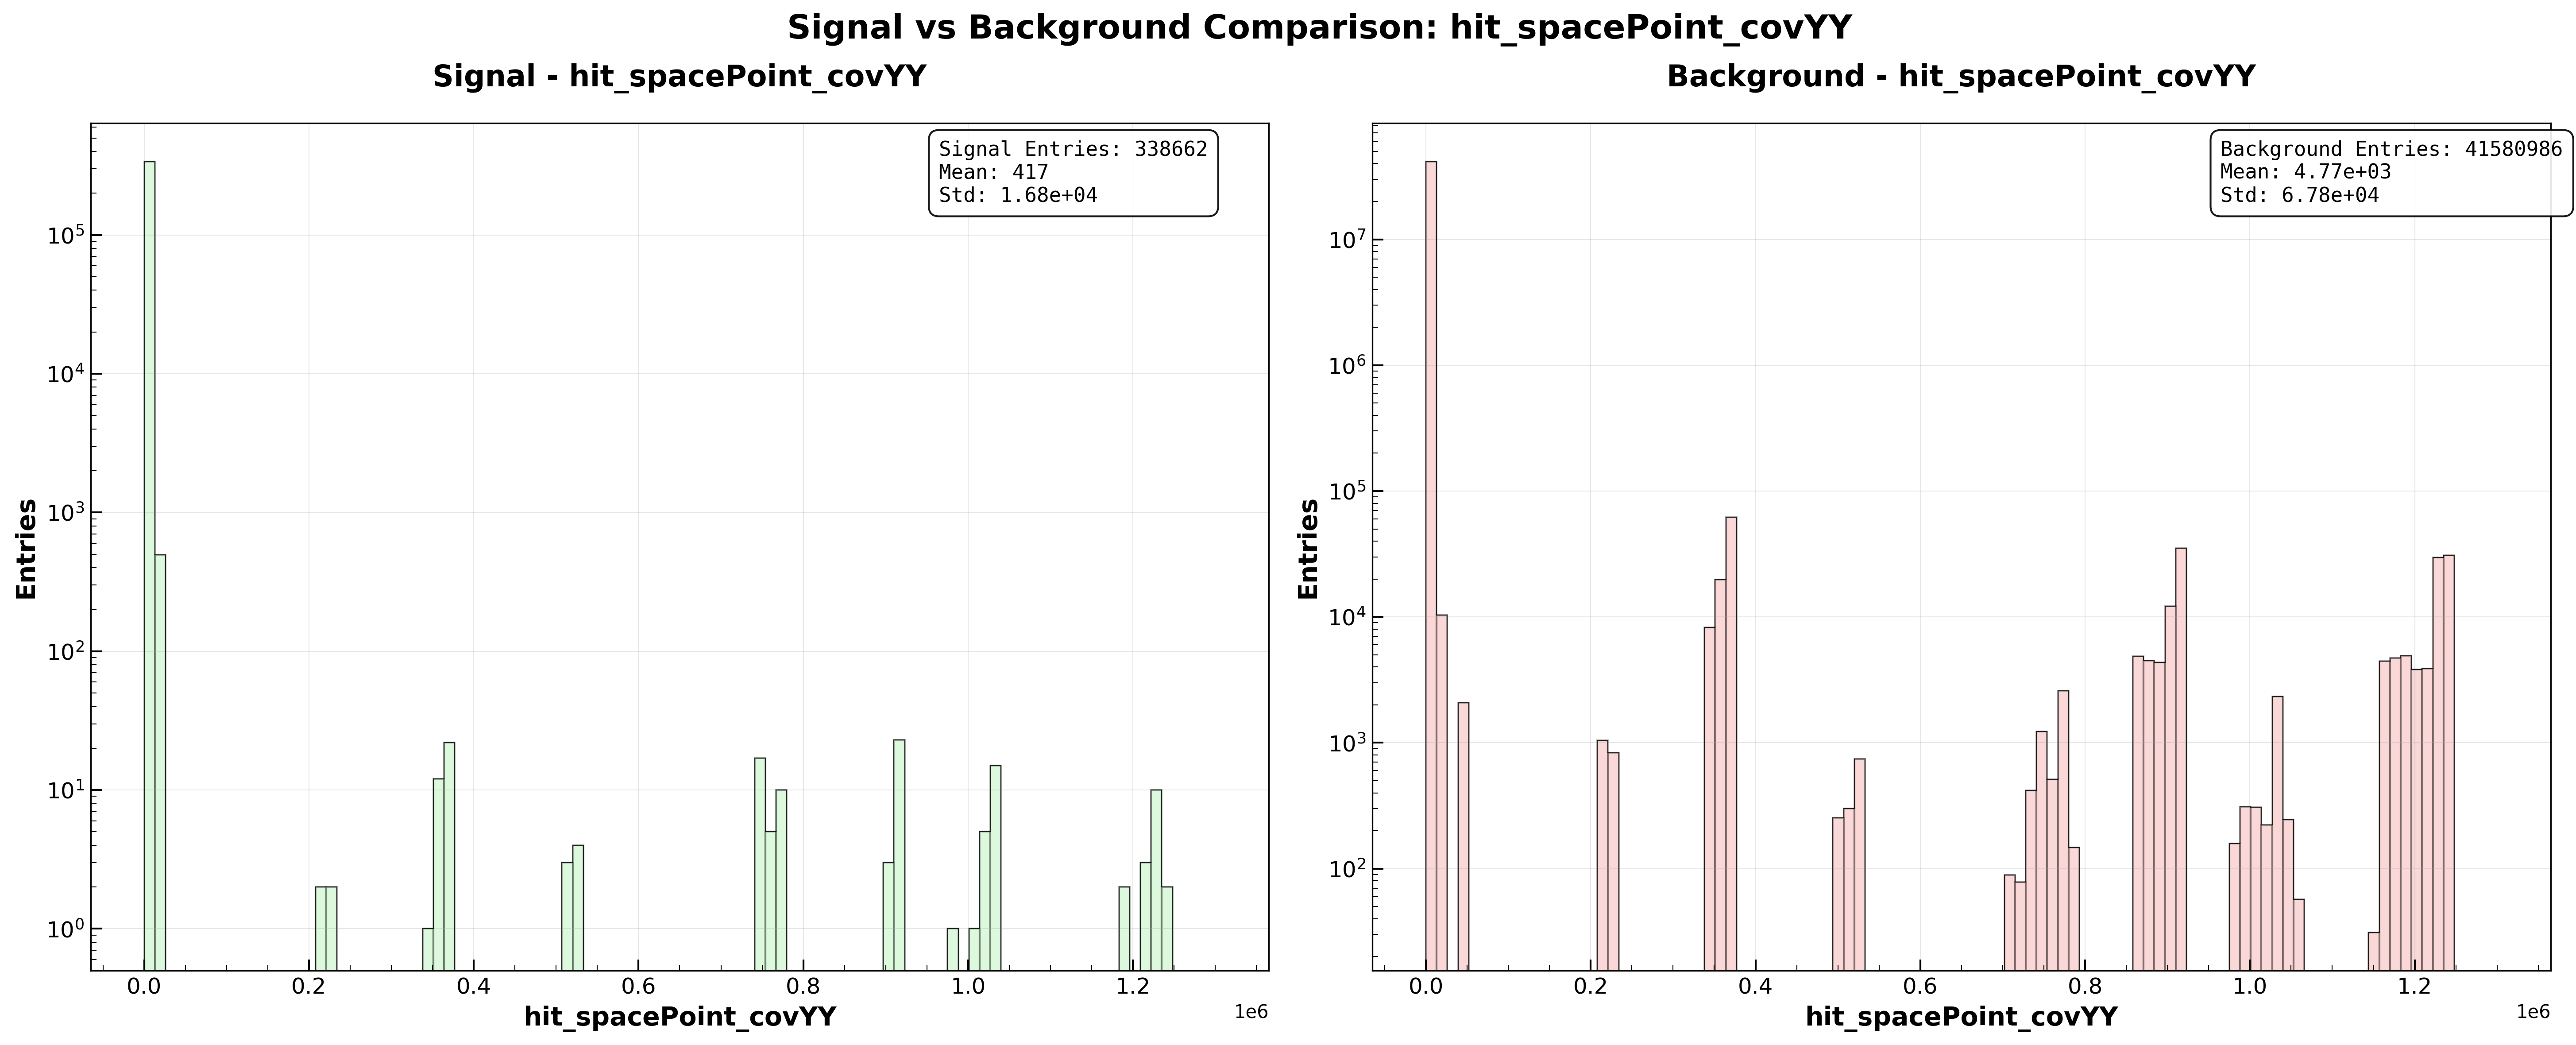 Signal vs Background Comparison: hit_spacePoint_covYY
Signal - hit_spacePoint_covYY
Signal Entries: 338662
Mean: 417
Std: 1.68e+04
Entries
10^5
10^4
10^3
10^2
10^1
10^0
0.0 0.2 0.4 0.6 0.8 1.0 1.2
1e6
hit_spacePoint_covYY
Background - hit_spacePoint_covYY
Background Entries: 41580986
Mean: 4.77e+03
Std: 6.78e+04
Entries
10^7
10^6
10^5
10^4
10^3
10^2
0.0 0.2 0.4 0.6 0.8 1.0 1.2
1e6
hit_spacePoint_covYY